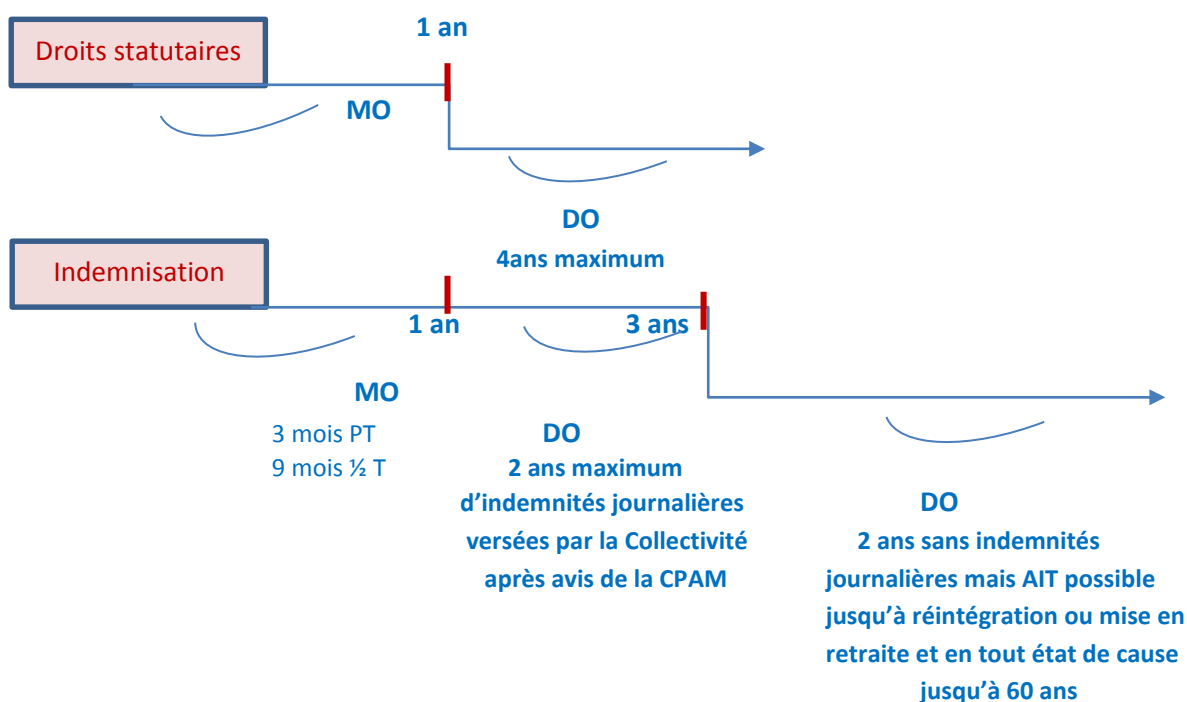 1 an
Droits statutaires
MO
DO
4ans maximum
Indemnisation
1 an
3 ans
MO
3 mois PT
9 mois ½ T
DO
2 ans maximum
d’indemnités journalières
versées par la Collectivité
après avis de la CPAM
DO
2 ans sans indemnités
journalières mais AIT possible
jusqu’à réintégration ou mise en
retraite et en tout état de cause
jusqu’à 60 ans